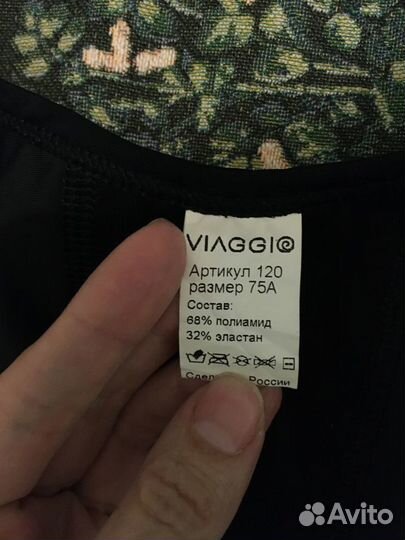 VIAGGIO
Артикул 120
размер 75А
Состав:
68% полиамид
32% эластан
России
Avito